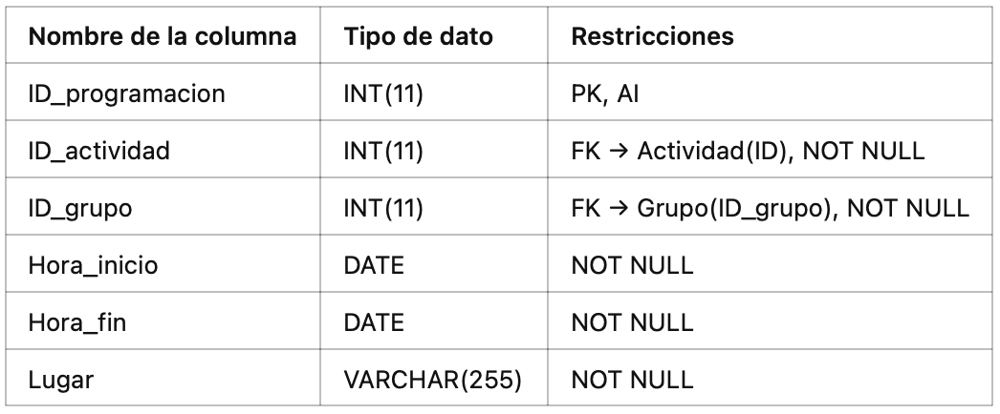 Nombre de la columna Tipo de dato Restricciones
ID_programacion INT(11) PK, AI
ID_actividad INT(11) FK → Actividad(ID), NOT NULL
ID_grupo INT(11) FK → Grupo(ID_grupo), NOT NULL
Hora_inicio DATE NOT NULL
Hora_fin DATE NOT NULL
Lugar VARCHAR(255) NOT NULL